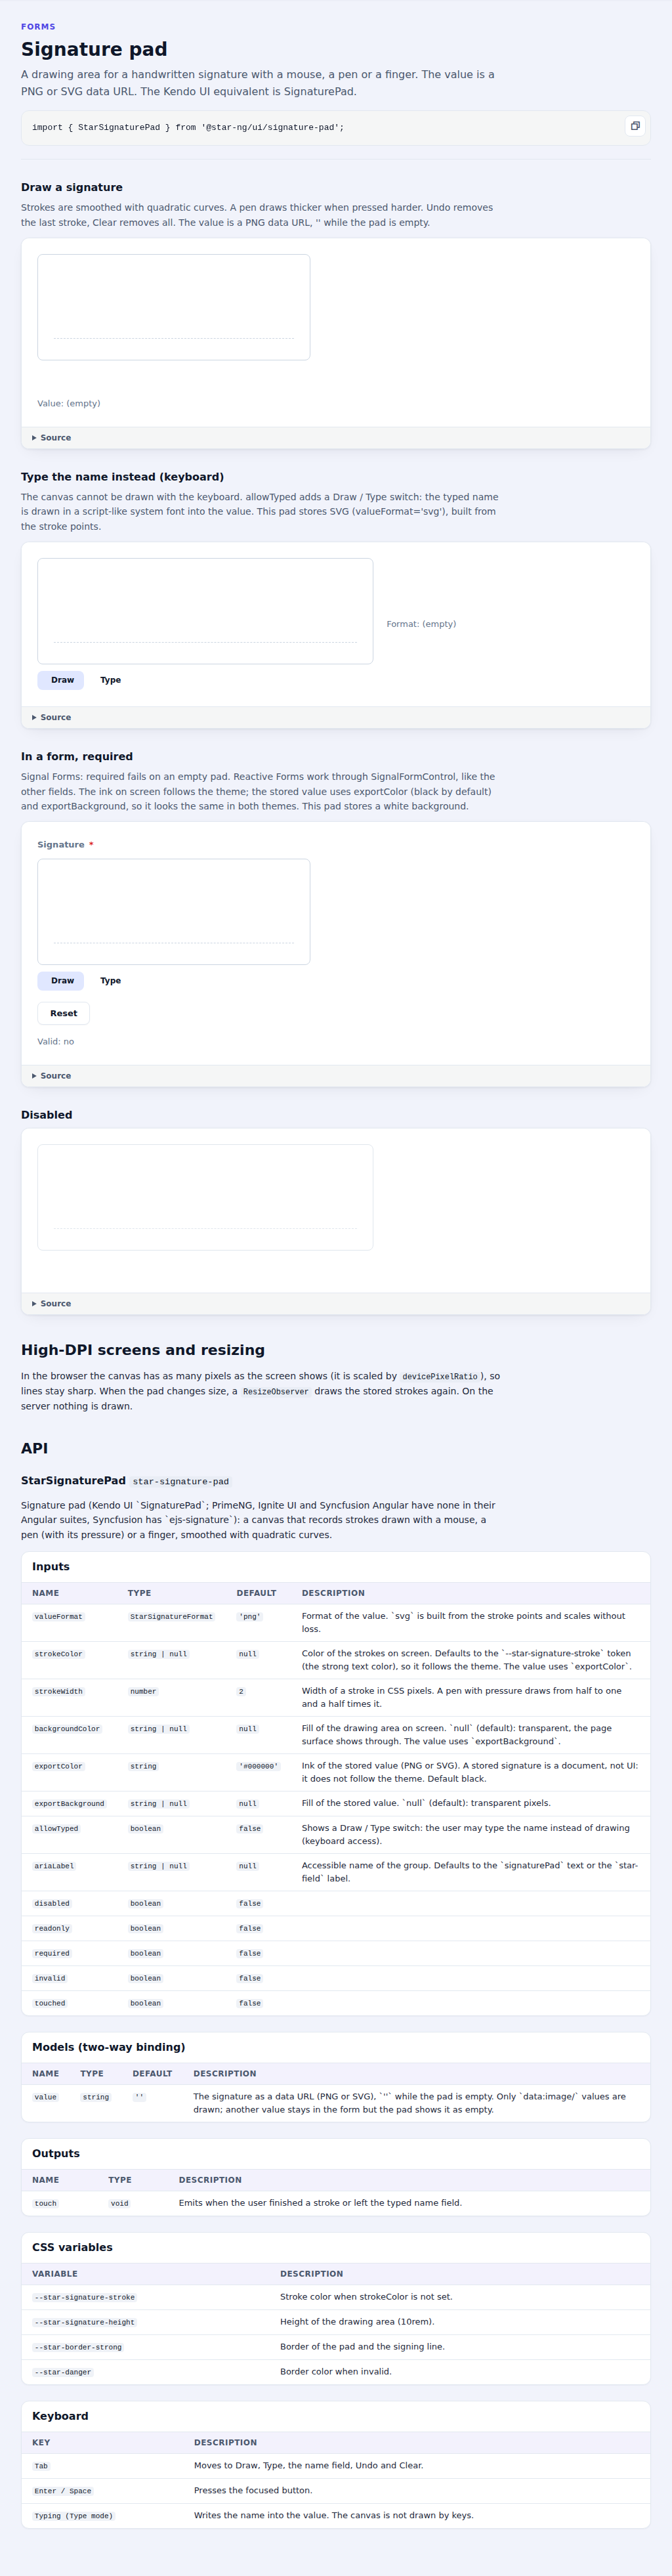 FORMS
Signature pad
A drawing area for a handwritten signature with a mouse, a pen or a finger. The value is a
PNG or SVG data URL. The Kendo UI equivalent is SignaturePad.
import { StarSignaturePad } from '@star-ng/ui/signature-pad';
Draw a signature
Strokes are smoothed with quadratic curves. A pen draws thicker when pressed harder. Undo removes
the last stroke, Clear removes all. The value is a PNG data URL, '' while the pad is empty.
Value: (empty)
Source
Type the name instead (keyboard)
The canvas cannot be drawn with the keyboard. allowTyped adds a Draw / Type switch: the typed name
is drawn in a script-like system font into the value. This pad stores SVG (valueFormat='svg'), built from
the stroke points.
Format: (empty)
Draw Type
Source
In a form, required
Signal Forms: required fails on an empty pad. Reactive Forms work through SignalFormControl, like the
other fields. The ink on screen follows the theme; the stored value uses exportColor (black by default)
and exportBackground, so it looks the same in both themes. This pad stores a white background.
Signature *
Draw Type
Reset
Valid: no
Source
Disabled
Source
High-DPI screens and resizing
In the browser the canvas has as many pixels as the screen shows (it is scaled by devicePixelRatio ), so
lines stay sharp. When the pad changes size, a ResizeObserver draws the stored strokes again. On the
server nothing is drawn.
API
StarSignaturePad star-signature-pad
Signature pad (Kendo UI `SignaturePad`; PrimeNG, Ignite UI and Syncfusion Angular have none in their
Angular suites, Syncfusion has `ejs-signature`): a canvas that records strokes drawn with a mouse, a
pen (with its pressure) or a finger, smoothed with quadratic curves.
Inputs
NAME TYPE DEFAULT DESCRIPTION
valueFormat StarSignatureFormat 'png' Format of the value. `svg` is built from the stroke points and scales without
loss.
strokeColor string | null null Color of the strokes on screen. Defaults to the `--star-signature-stroke` token
(the strong text color), so it follows the theme. The value uses `exportColor`.
strokeWidth number 2 Width of a stroke in CSS pixels. A pen with pressure draws from half to one
and a half times it.
backgroundColor string | null null Fill of the drawing area on screen. `null` (default): transparent, the page
surface shows through. The value uses `exportBackground`.
exportColor string '#000000' Ink of the stored value (PNG or SVG). A stored signature is a document, not UI:
it does not follow the theme. Default black.
exportBackground string | null null Fill of the stored value. `null` (default): transparent pixels.
allowTyped boolean false Shows a Draw / Type switch: the user may type the name instead of drawing
(keyboard access).
ariaLabel string | null null Accessible name of the group. Defaults to the `signaturePad` text or the `star-
field` label.
disabled boolean false
readonly boolean false
required boolean false
invalid boolean false
touched boolean false
Models (two-way binding)
NAME TYPE DEFAULT DESCRIPTION
value string '' The signature as a data URL (PNG or SVG), `''` while the pad is empty. Only `data:image/` values are
drawn; another value stays in the form but the pad shows it as empty.
Outputs
NAME TYPE DESCRIPTION
touch void Emits when the user finished a stroke or left the typed name field.
CSS variables
VARIABLE DESCRIPTION
--star-signature-stroke Stroke color when strokeColor is not set.
--star-signature-height Height of the drawing area (10rem).
--star-border-strong Border of the pad and the signing line.
--star-danger Border color when invalid.
Keyboard
KEY DESCRIPTION
Tab Moves to Draw, Type, the name field, Undo and Clear.
Enter / Space Presses the focused button.
Typing (Type mode) Writes the name into the value. The canvas is not drawn by keys.